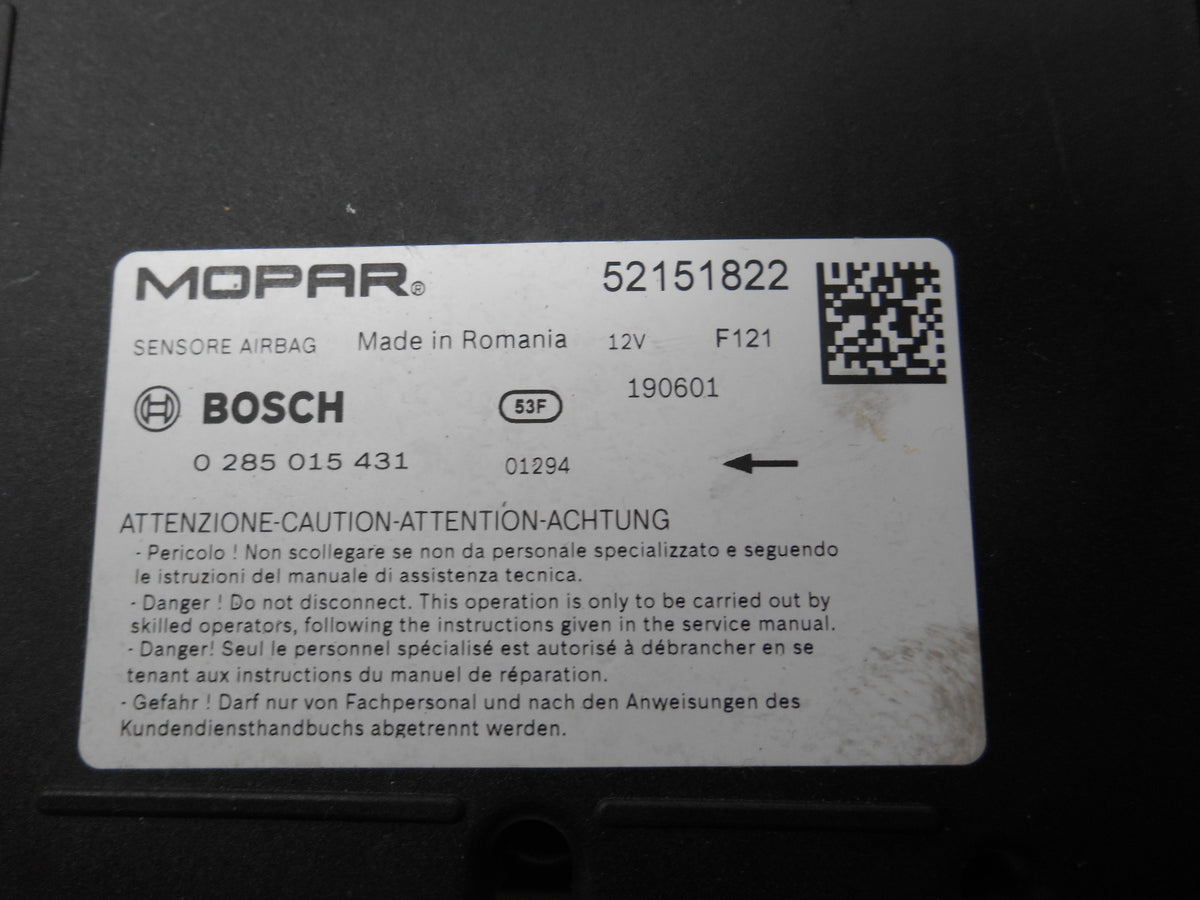 MOPAR® 52151822
SENSORE AIRBAG Made in Romania 12V F121
BOSCH 53F 190601
0 285 015 431 01294
ATTENZIONE-CAUTION-ATTENTION-ACHTUNG
- Pericolo ! Non scollegare se non da personale specializzato e seguendo
le istruzioni del manuale di assistenza tecnica.
- Danger ! Do not disconnect. This operation is only to be carried out by
skilled operators, following the instructions given in the service manual.
- Danger! Seul le personnel spécialisé est autorisé à débrancher en se
tenant aux instructions du manuel de réparation.
- Gefahr ! Darf nur von Fachpersonal und nach den Anweisungen des
Kundendiensthandbuchs abgetrennt werden.